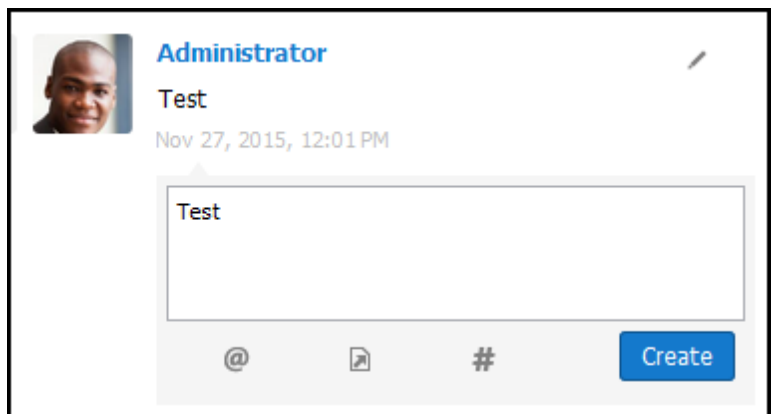 Administrator
Test
Nov 27, 2015, 12:01 PM
Test
@ # Create